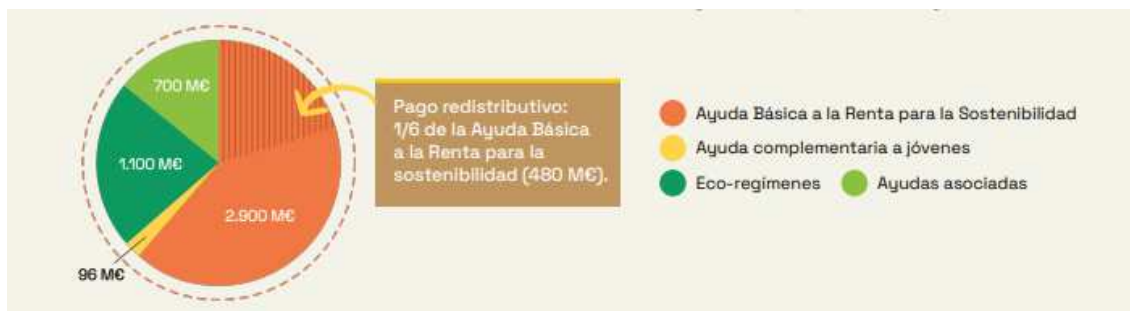 700 M€
1.100 M€
2.900 M€
96 M€
Pago redistributivo:
1/6 de la Ayuda Básica
a la Renta para la
sostenibilidad (480 M€).
Ayuda Básica a la Renta para la Sostenibilidad
Ayuda complementaria a jóvenes
Eco-regímenes Ayudas asociadas